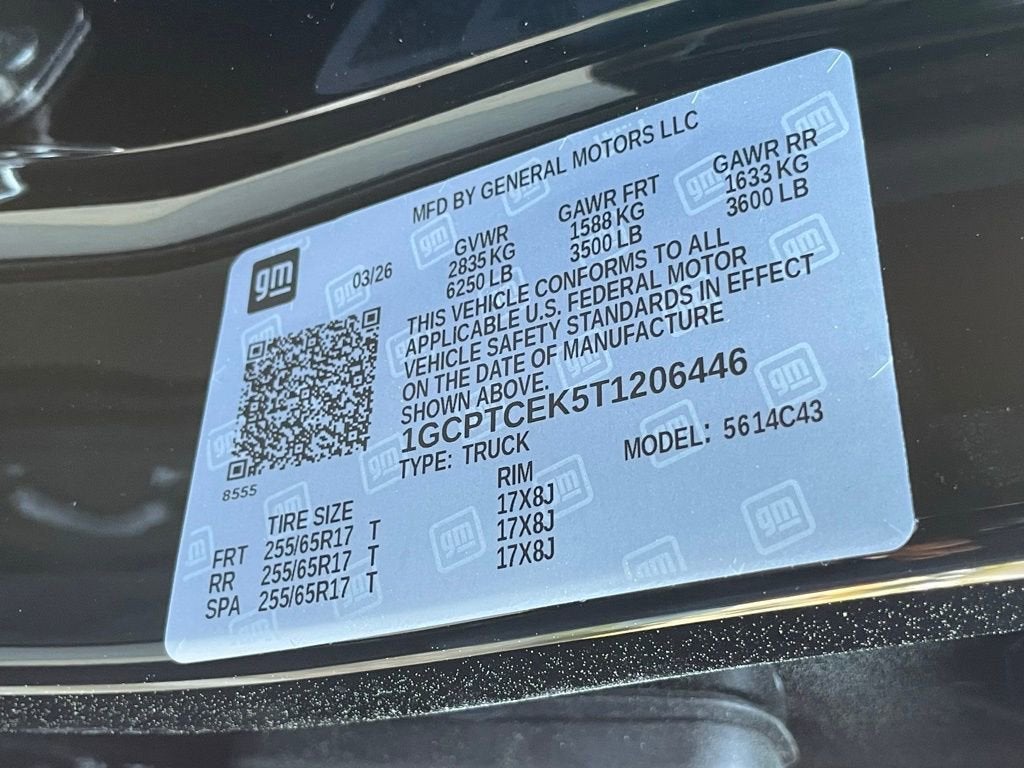 MFD BY GENERAL MOTORS LLC
gm
03/26
GVWR GAWR FRT GAWR RR
2835 KG 1588 KG 1633 KG
6250 LB 3500 LB 3600 LB
THIS VEHICLE CONFORMS TO ALL
APPLICABLE U.S. FEDERAL MOTOR
VEHICLE SAFETY STANDARDS IN EFFECT
ON THE DATE OF MANUFACTURE
SHOWN ABOVE.
1GCPTCEK5T1206446
TYPE: TRUCK MODEL: 5614C43
8555
TIRE SIZE RIM
FRT 255/65R17 T 17X8J
RR 255/65R17 T 17X8J
SPA 255/65R17 T 17X8J